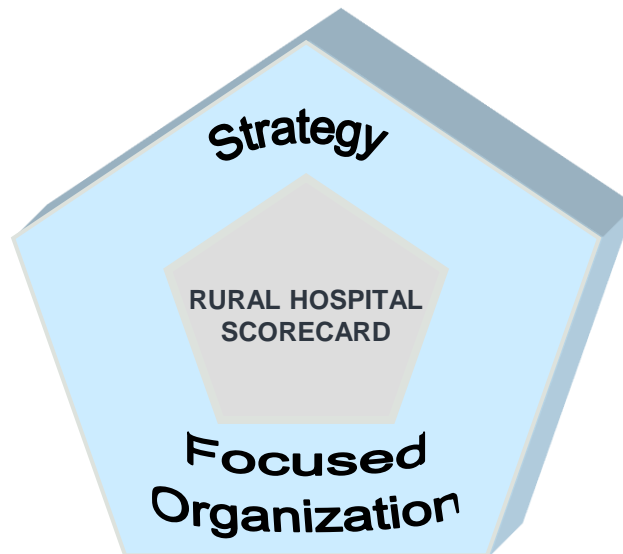 Strategy
RURAL HOSPITAL
SCORECARD
Focused
Organization